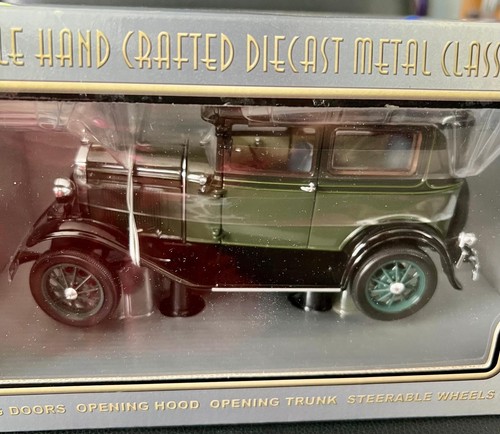 LE HAND CRAFTED DIECAST METAL CLASS
G DOORS OPENING HOOD OPENING TRUNK STEERABLE WHEELS